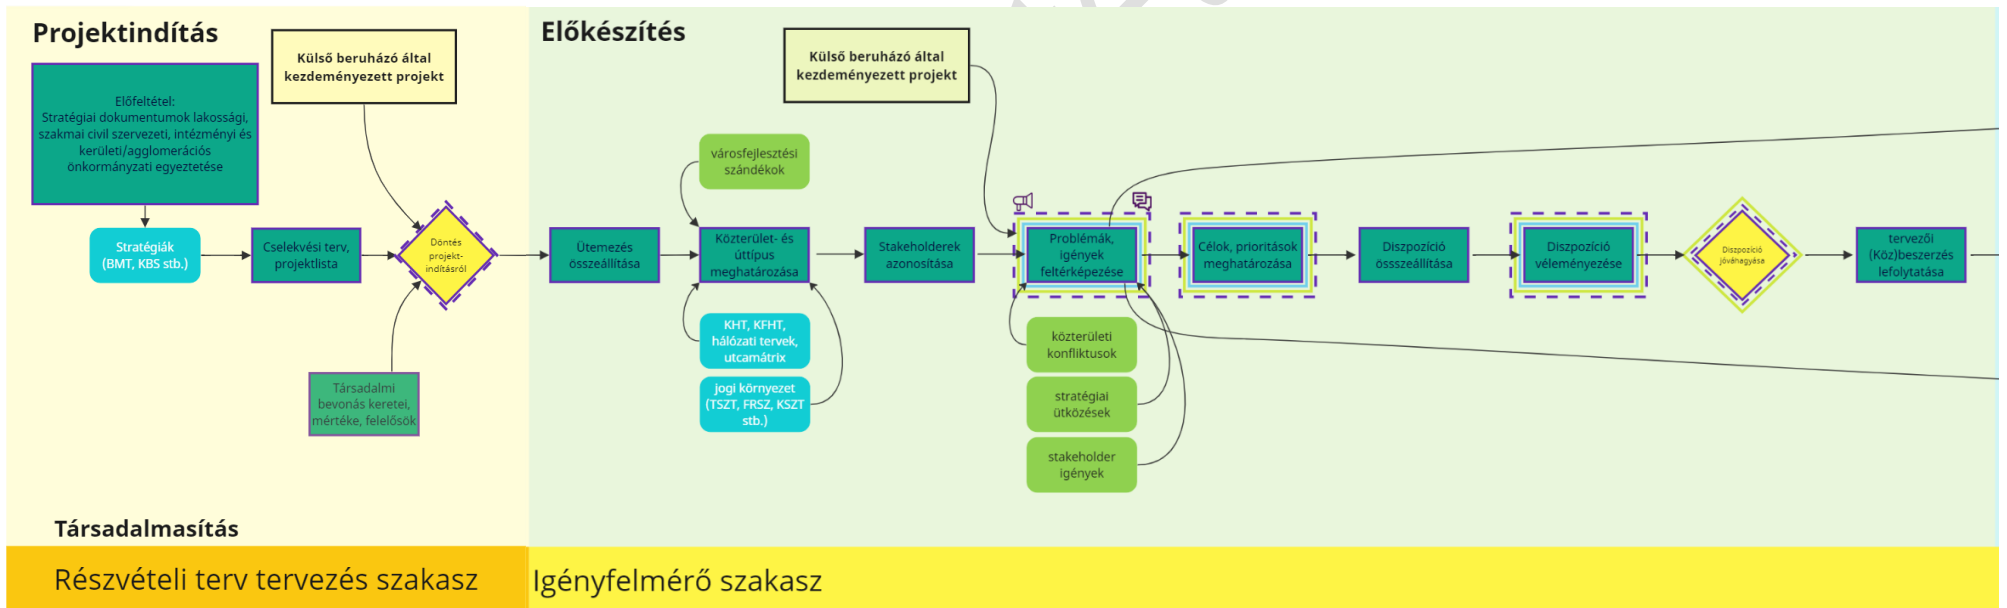 Projektindítás
Külső beruházó által
kezdeményezett projekt
Előfeltétel:
Stratégiai dokumentumok lakossági,
szakmai civil szervezeti, intézményi és
kerületi/agglomerációs
önkormányzati egyeztetése
Stratégiák
(BMT, KBS stb.)
Cselekvési terv,
projektlista
Döntés
projekt-
indításról
Társadalmi
bevonás keretei,
mértéke, felelősök
Társadalmasítás
Részvételi terv tervezés szakasz
Előkészítés
Külső beruházó által
kezdeményezett projekt
városfejlesztési
szándékok
Ütemezés
összeállítása
Közterület- és
úttípus
meghatározása
KHT, KFHT,
hálózati tervek,
utcamátrix
jogi környezet
(TSZT, FRSZ, KSZT
stb.)
Stakeholderek
azonosítása
Problémák,
igények
feltérképezése
közterületi
konfliktusok
stratégiai
ütközések
stakeholder
igények
Célok, prioritások
meghatározása
Diszpozíció
össszeállítása
Diszpozíció
véleményezése
Diszpozíció
jóváhagyása
tervezői
(Köz)beszerzés
lefolytatása
Igényfelmérő szakasz